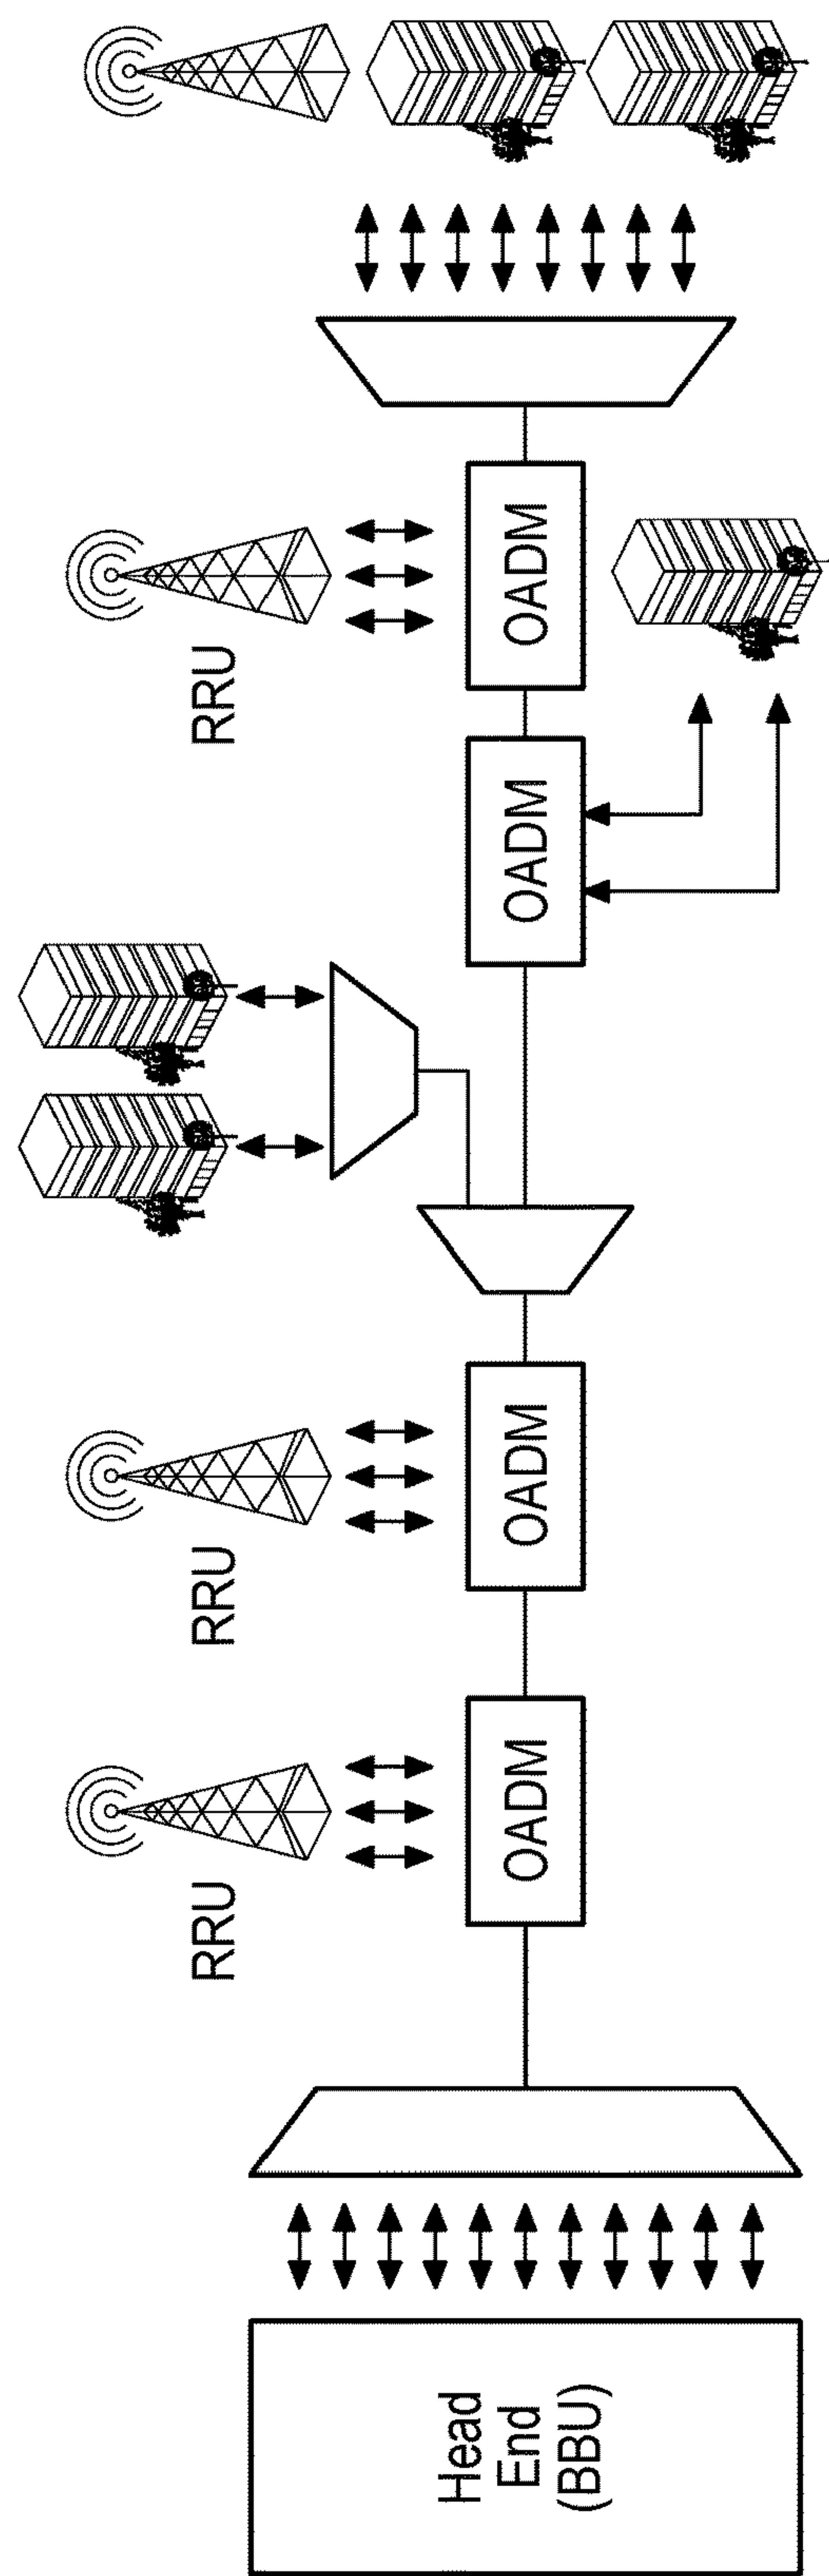 Head
End
(BBU)
OADM
RRU
OADM
RRU
OADM
OADM
RRU